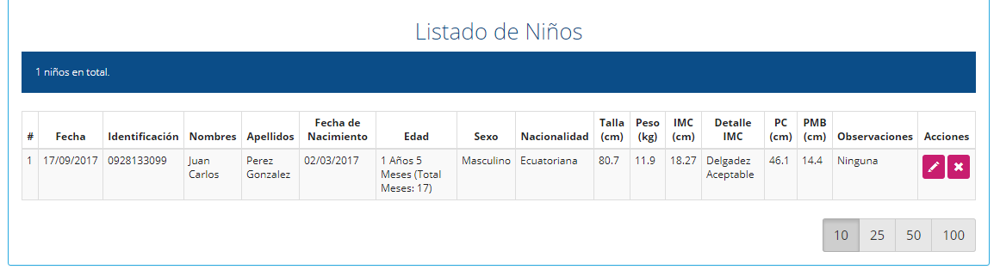 Listado de Niños
1 niños en total.
# Fecha Identificación Nombres Apellidos Fecha de Nacimiento Edad Sexo Nacionalidad Talla (cm) Peso (kg) IMC (cm) Detalle IMC PC (cm) PMB (cm) Observaciones Acciones
1 17/09/2017 0928133099 Juan Carlos Perez Gonzalez 02/03/2017 1 Años 5 Meses (Total Meses: 17) Masculino Ecuatoriana 80.7 11.9 18.27 Delgadez Aceptable 46.1 14.4 Ninguna
10 25 50 100